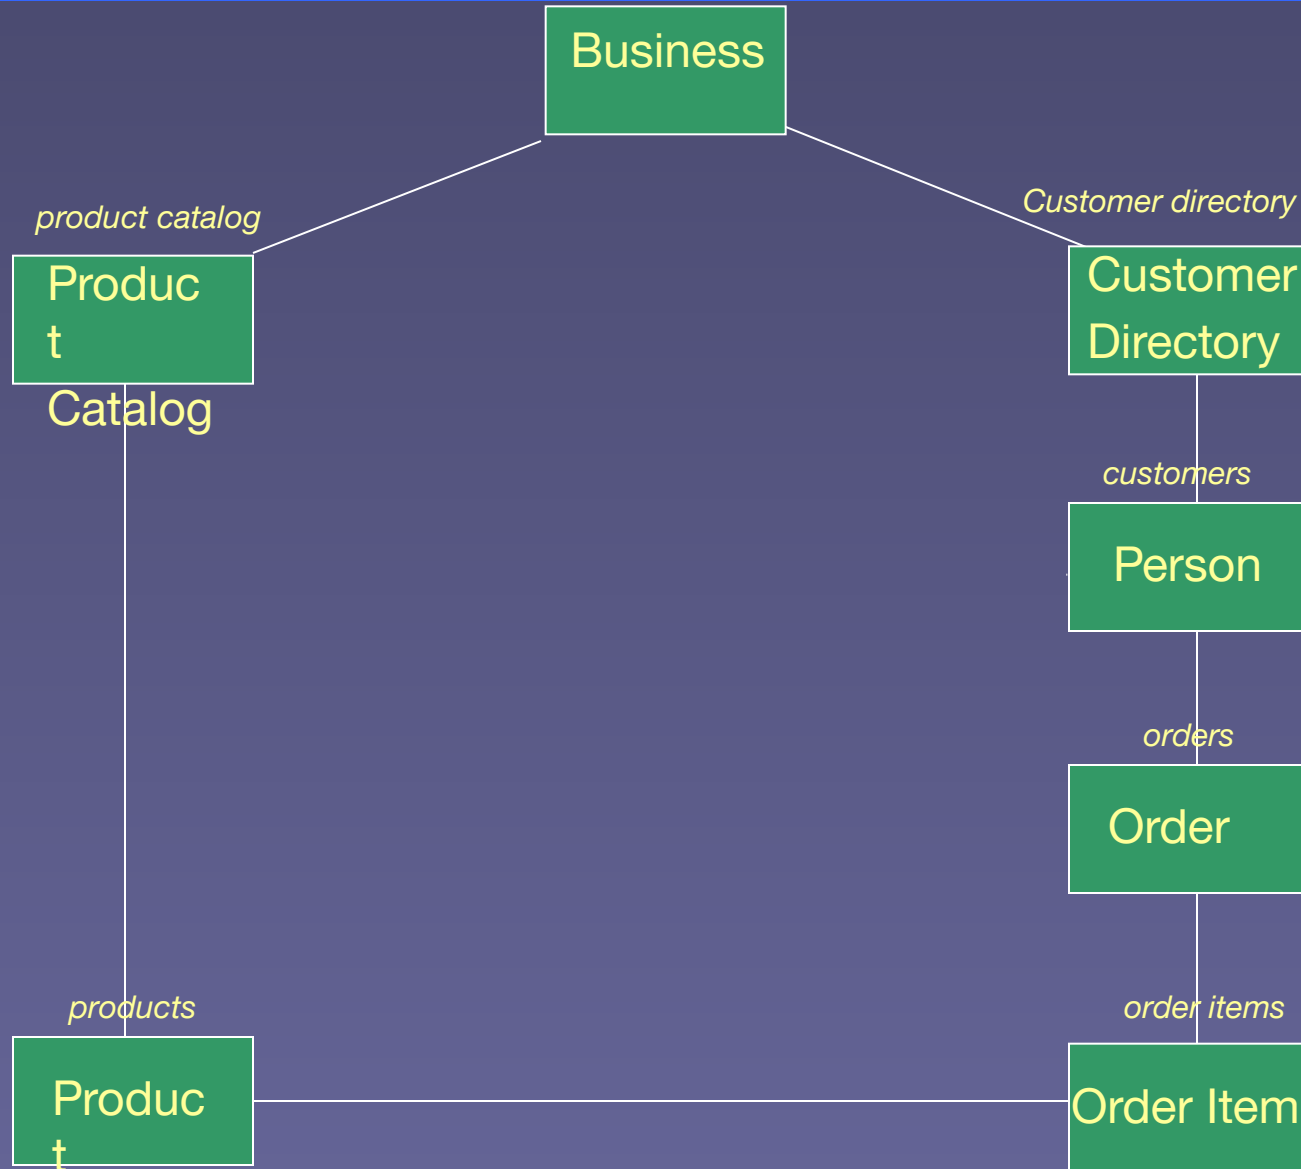 Business
product catalog
Customer directory
Produc
t
Catalog
Customer
Directory
customers
Person
orders
Order
products
order items
Produc
t
Order Item